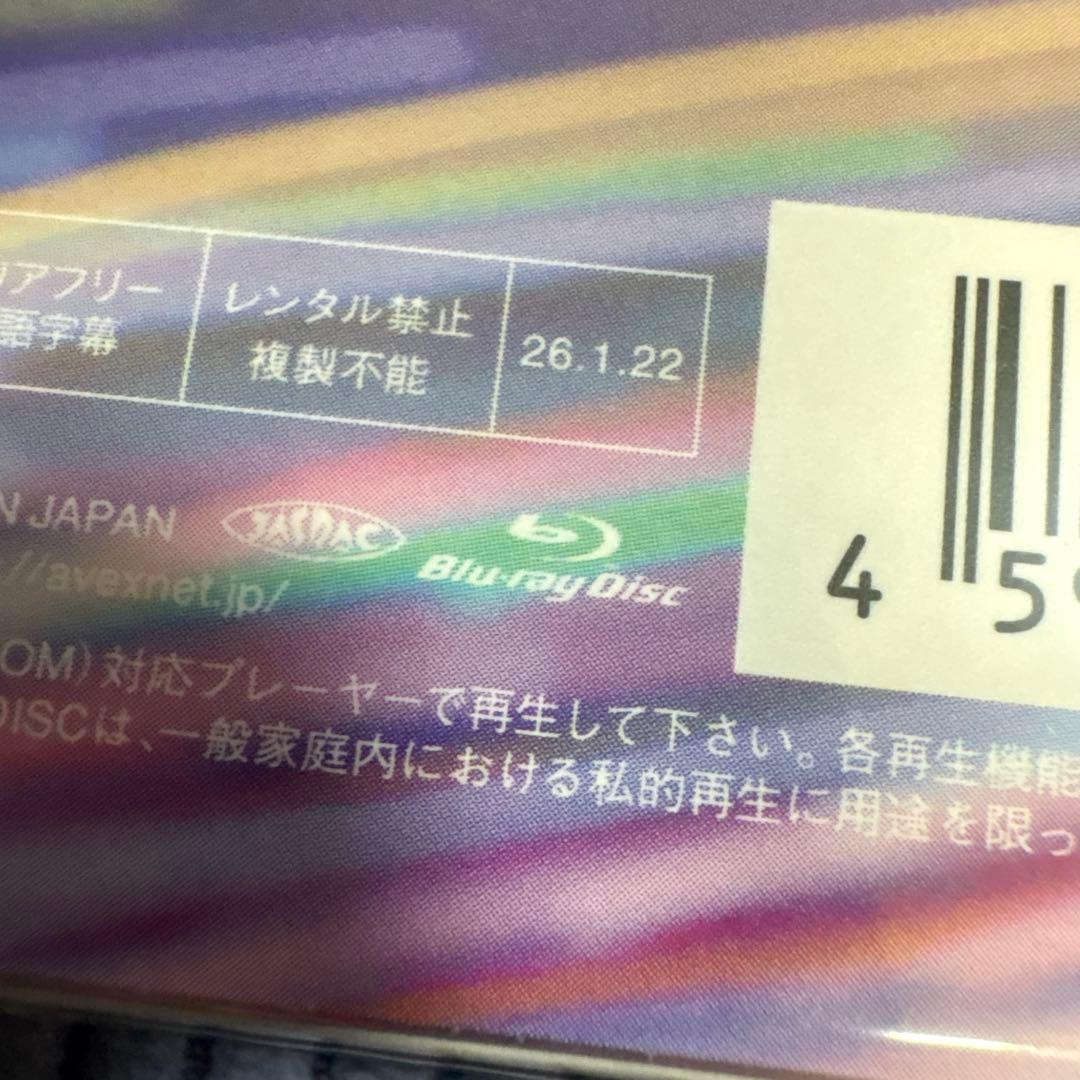 リアフリー
語字幕
レンタル禁止
複製不能
26.1.22
N JAPAN
JASRAC
Blu-ray Disc
//avexnet.jp/
4 59
OM)対応プレーヤーで再生して下さい。各再生機能
DISCは、一般家庭内における私的再生に用途を限っ